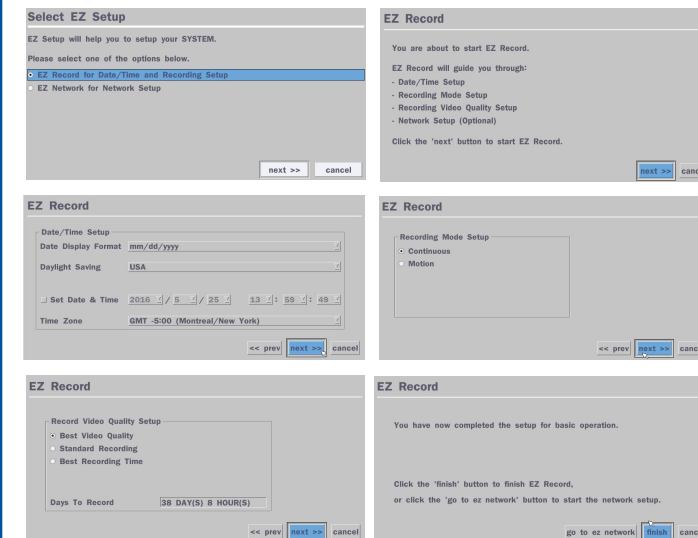 Select EZ Setup
EZ Setup will help you to setup your SYSTEM.
Please select one of the options below.
EZ Record for Date/Time and Recording Setup
EZ Network for Network Setup
next >> cancel
EZ Record
You are about to start EZ Record.
EZ Record will guide you through:
- Date/Time Setup
- Recording Mode Setup
- Recording Video Quality Setup
- Network Setup (Optional)
Click the 'next' button to start EZ Record.
next >> canc
EZ Record
Date/Time Setup
Date Display Format mm/dd/yyyy
Daylight Saving USA
Set Date & Time 2016 / 5 / 25 13 : 59 : 49
Time Zone GMT -5:00 (Montreal/New York)
<< prev next >> cancel
EZ Record
Recording Mode Setup
Continuous
Motion
<< prev next >> canc
EZ Record
Record Video Quality Setup
Best Video Quality
Standard Recording
Best Recording Time
Days To Record 38 DAY(S) 8 HOUR(S)
<< prev next >> cancel
EZ Record
You have now completed the setup for basic operation.
Click the 'finish' button to finish EZ Record,
or click the 'go to ez network' button to start the network setup.
go to ez network finish canc